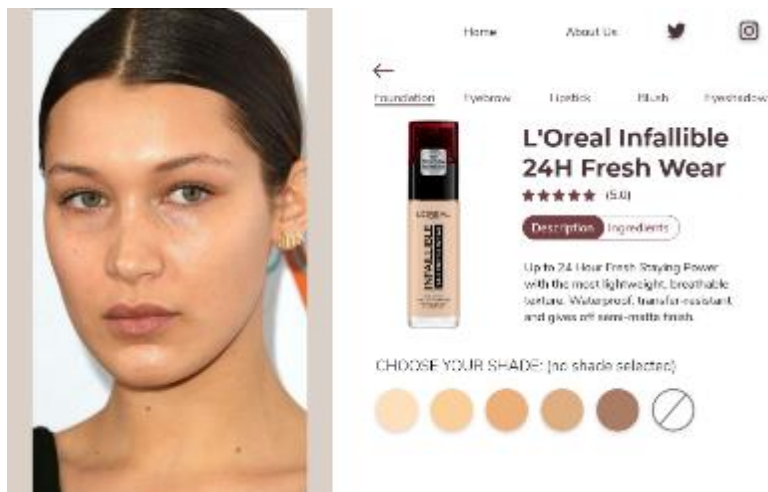 Home About Us
Foundation Eyebrow Lipstick Blush Eyeshadow
L'Oreal Infallible
24H Fresh Wear
(5.0)
Description Ingredients
L'OREAL
INFAILLIBLE
Up to 24 Hour Fresh Staying Power
with the most lightweight, breathable
texture. Waterproof, transfer-resistant
and gives off semi-matte finish.
CHOOSE YOUR SHADE: (no shade selected)